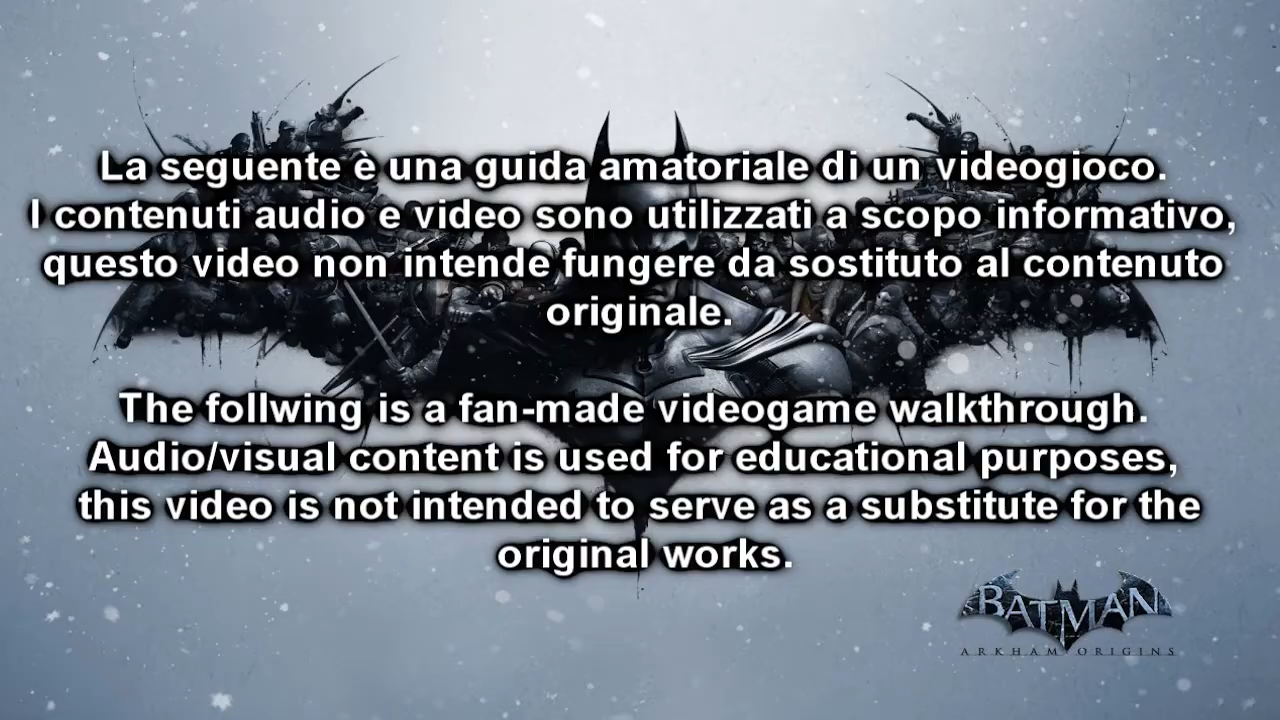 La seguente è una guida amatoriale di un videogioco.
I contenuti audio e video sono utilizzati a scopo informativo,
questo video non intende fungere da sostituto al contenuto
originale.
The follwing is a fan-made videogame walkthrough.
Audio/visual content is used for educational purposes,
this video is not intended to serve as a substitute for the
original works.
BATMAN
ARKHAM ORIGINS